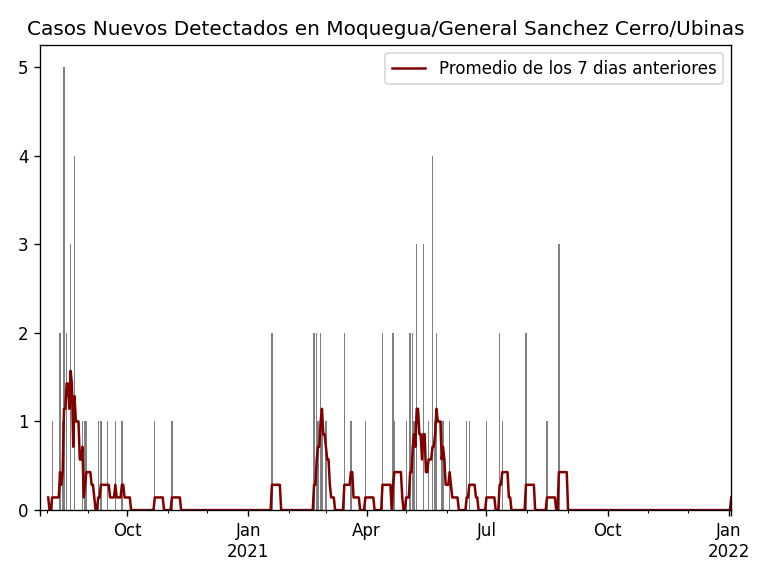 Casos Nuevos Detectados en Moquegua/General Sanchez Cerro/Ubinas
Promedio de los 7 dias anteriores
5
4
3
2
1
0
Oct
Jan
2021
Apr
Jul
Oct
Jan
2022